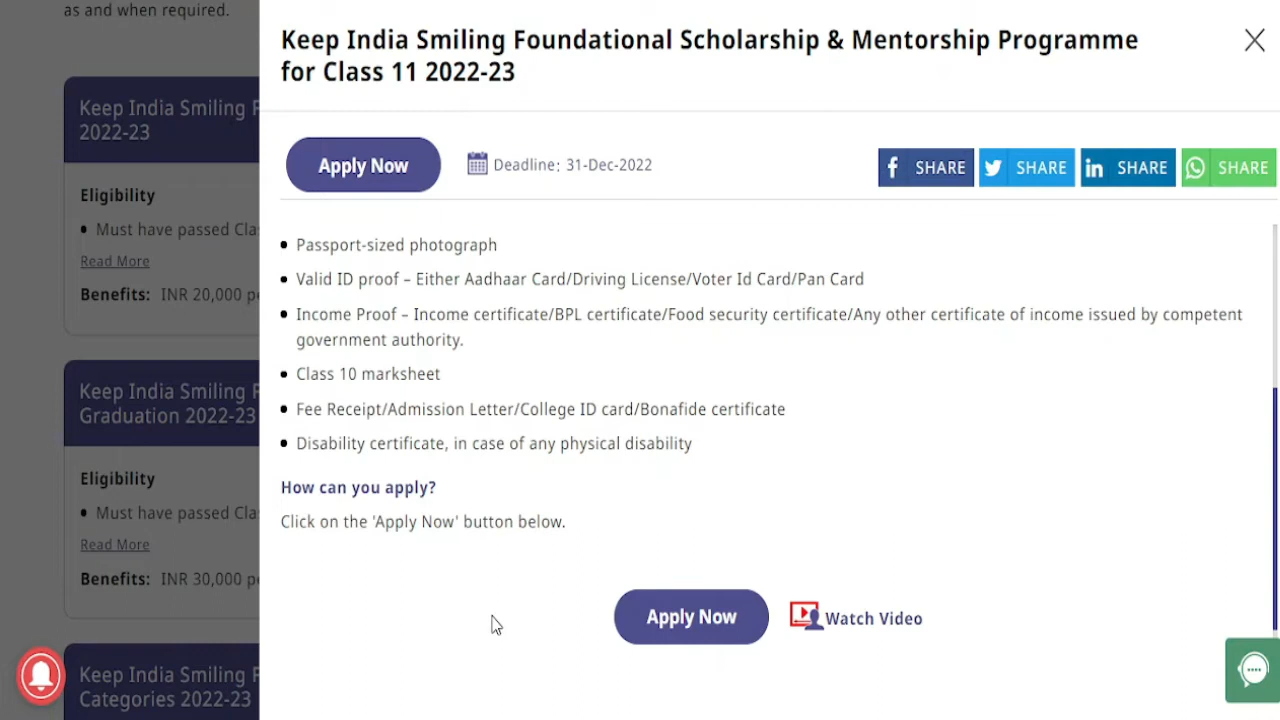 as and when required.
Keep India Smiling Foundational Scholarship & Mentorship Programme
for Class 11 2022-23
Apply Now
Deadline: 31-Dec-2022
SHARE
SHARE
SHARE
SHARE
• Passport-sized photograph
• Valid ID proof – Either Aadhaar Card/Driving License/Voter Id Card/Pan Card
• Income Proof – Income certificate/BPL certificate/Food security certificate/Any other certificate of income issued by competent
government authority.
• Class 10 marksheet
• Fee Receipt/Admission Letter/College ID card/Bonafide certificate
• Disability certificate, in case of any physical disability
How can you apply?
Click on the 'Apply Now' button below.
Apply Now
Watch Video
Keep India Smiling
2022-23
Eligibility
• Must have passed
Read More
Benefits: INR 20,000
Keep India Smiling
Graduation 2022-23
Eligibility
• Must have passed
Read More
Benefits: INR 30,000
Keep India Smiling
Categories 2022-23